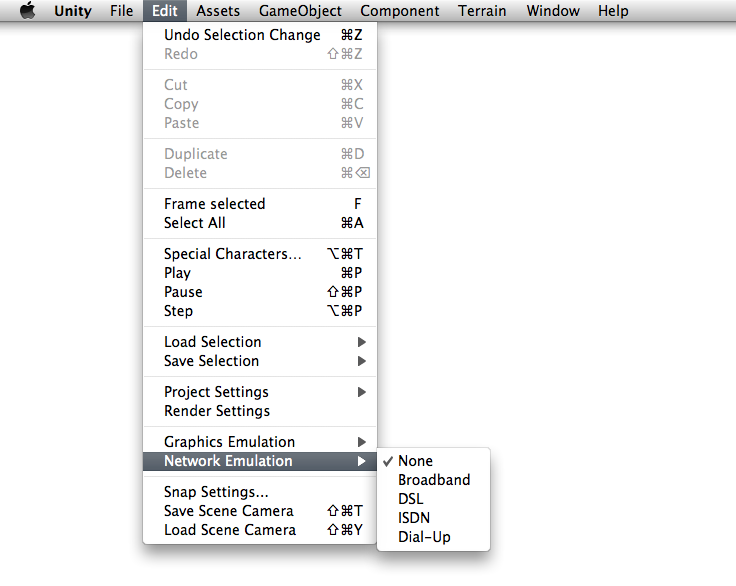 Unity File Edit Assets GameObject Component Terrain Window Help
Undo Selection Change ⌘Z
Redo ⇧⌘Z
Cut ⌘X
Copy ⌘C
Paste ⌘V
Duplicate ⌘D
Delete ⌘⌫
Frame selected F
Select All ⌘A
Special Characters... ⌥⌘T
Play ⌘P
Pause ⇧⌘P
Step ⌥⌘P
Load Selection
Save Selection
Project Settings
Render Settings
Graphics Emulation
Network Emulation
✓ None
Broadband
DSL
ISDN
Dial-Up
Snap Settings...
Save Scene Camera ⇧⌘T
Load Scene Camera ⇧⌘Y